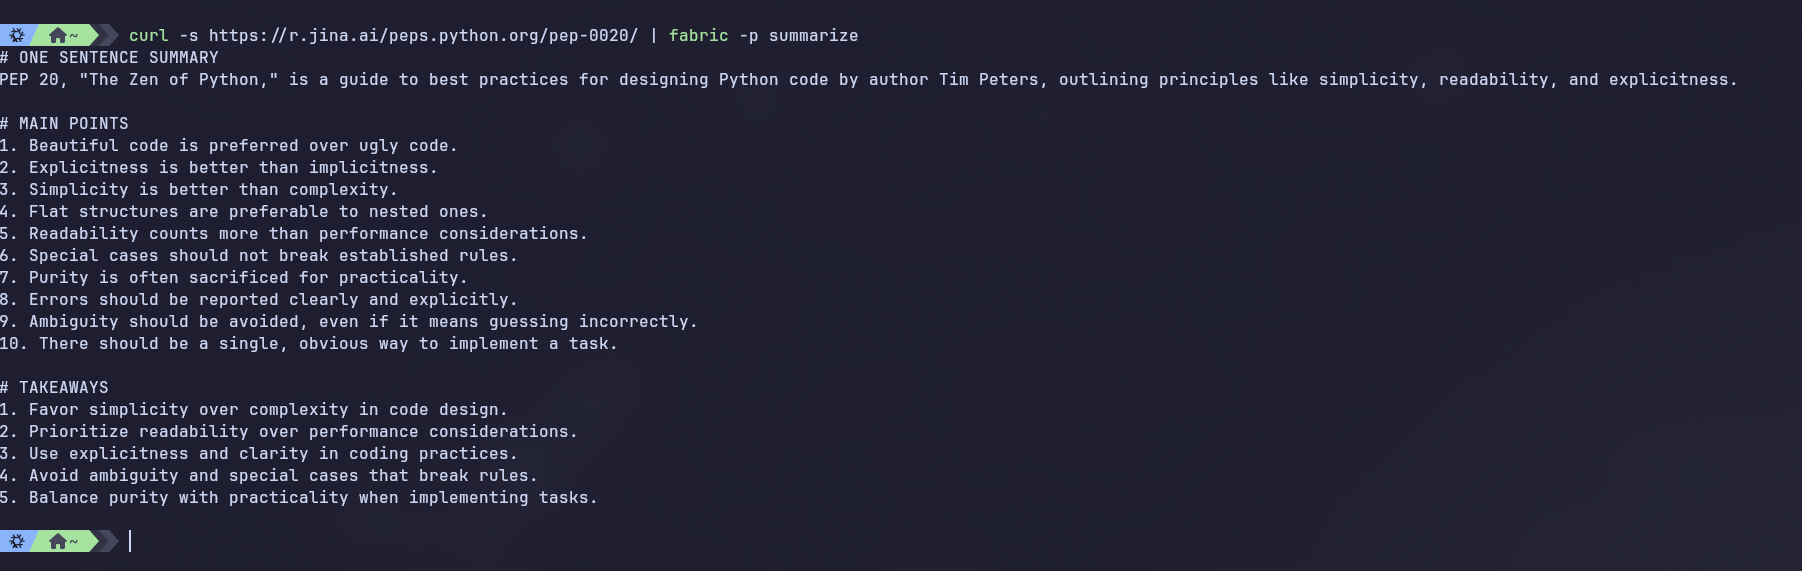 ~ curl -s https://r.jina.ai/peps.python.org/pep-0020/ | fabric -p summarize
# ONE SENTENCE SUMMARY
PEP 20, "The Zen of Python," is a guide to best practices for designing Python code by author Tim Peters, outlining principles like simplicity, readability, and explicitness.
# MAIN POINTS
1. Beautiful code is preferred over ugly code.
2. Explicitness is better than implicitness.
3. Simplicity is better than complexity.
4. Flat structures are preferable to nested ones.
5. Readability counts more than performance considerations.
6. Special cases should not break established rules.
7. Purity is often sacrificed for practicality.
8. Errors should be reported clearly and explicitly.
9. Ambiguity should be avoided, even if it means guessing incorrectly.
10. There should be a single, obvious way to implement a task.
# TAKEAWAYS
1. Favor simplicity over complexity in code design.
2. Prioritize readability over performance considerations.
3. Use explicitness and clarity in coding practices.
4. Avoid ambiguity and special cases that break rules.
5. Balance purity with practicality when implementing tasks.
~